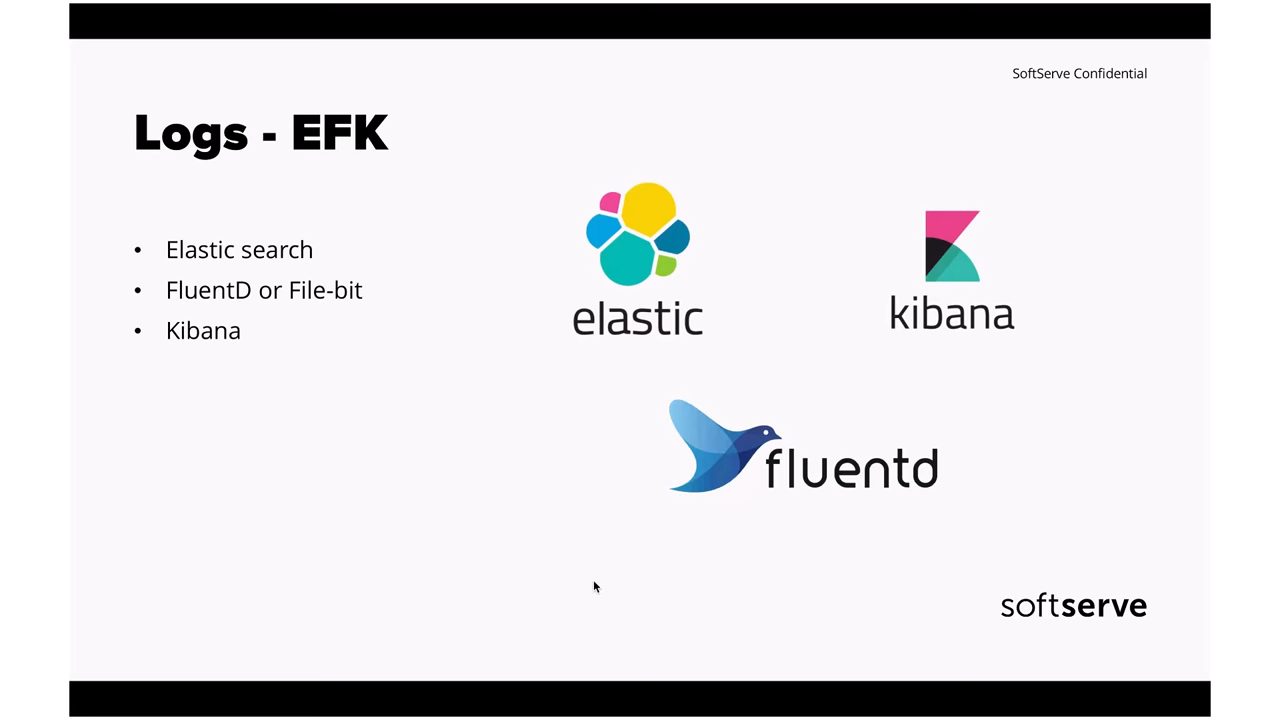 SoftServe Confidential
Logs - EFK
• Elastic search
• FluentD or File-bit
• Kibana
elastic
kibana
fluentd
softserve